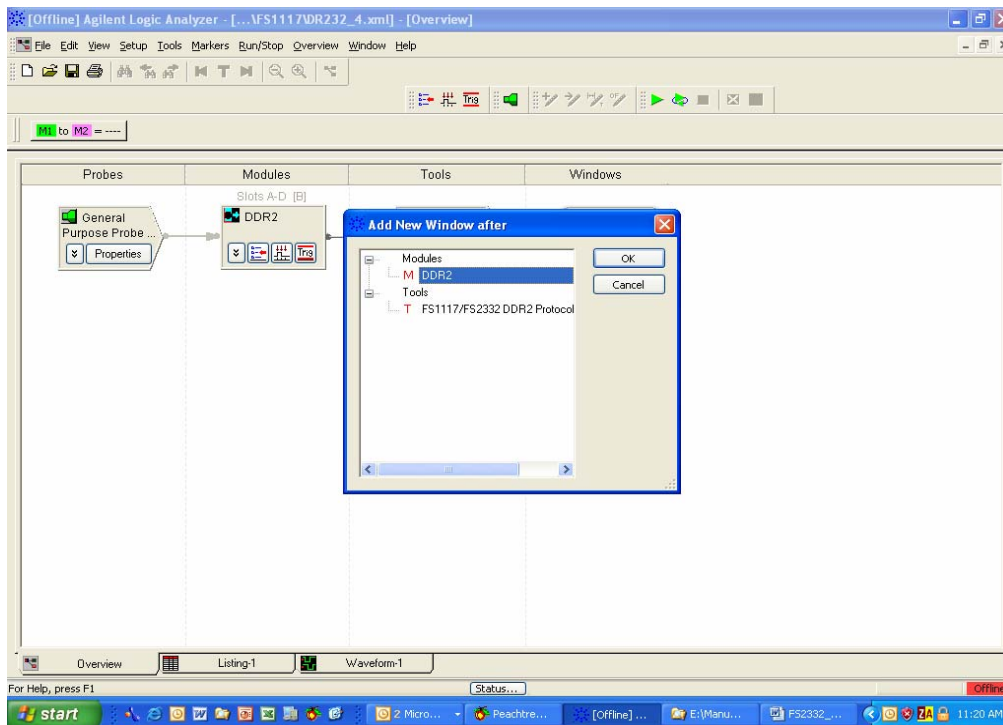 [Offline] Agilent Logic Analyzer - [...\FS1117\DR232_4.xml] - [Overview]
File Edit View Setup Tools Markers Run/Stop Overview Window Help
Trig
M1 to M2 = ----
Probes Modules Tools Windows
Slots A-D [B]
General Purpose Probe ...
Properties
DDR2
Trig
Add New Window after
Modules
M DDR2
Tools
T FS1117/FS2332 DDR2 Protocol
OK
Cancel
Overview Listing-1 Waveform-1
For Help, press F1
Status...
Offline
start
2 Micro...
Peachtre...
[Offline] ...
E:\Manu...
FS2332_...
ZA
11:20 AM